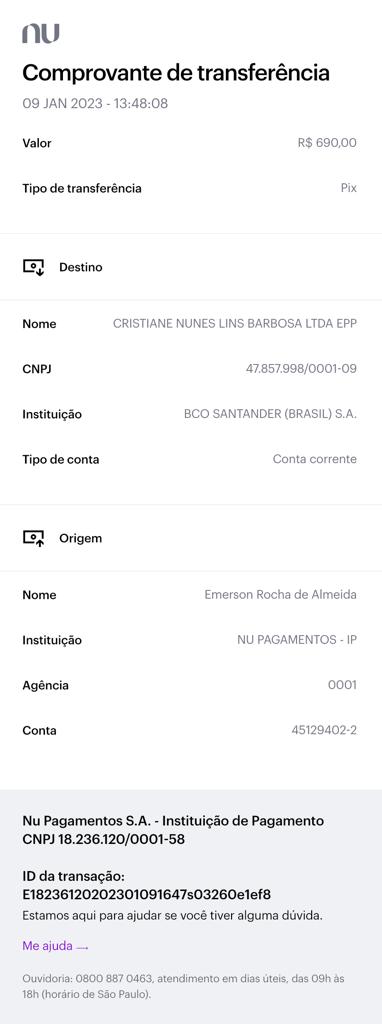 nu
Comprovante de transferência
09 JAN 2023 - 13:48:08
Valor R$ 690,00
Tipo de transferência Pix
Destino
Nome CRISTIANE NUNES LINS BARBOSA LTDA EPP
CNPJ 47.857.998/0001-09
Instituição BCO SANTANDER (BRASIL) S.A.
Tipo de conta Conta corrente
Origem
Nome Emerson Rocha de Almeida
Instituição NU PAGAMENTOS - IP
Agência 0001
Conta 45129402-2
Nu Pagamentos S.A. - Instituição de Pagamento
CNPJ 18.236.120/0001-58
ID da transação:
E18236120202301091647s03260e1ef8
Estamos aqui para ajudar se você tiver alguma dúvida.
Me ajuda →
Ouvidoria: 0800 887 0463, atendimento em dias úteis, das 09h às
18h (horário de São Paulo).